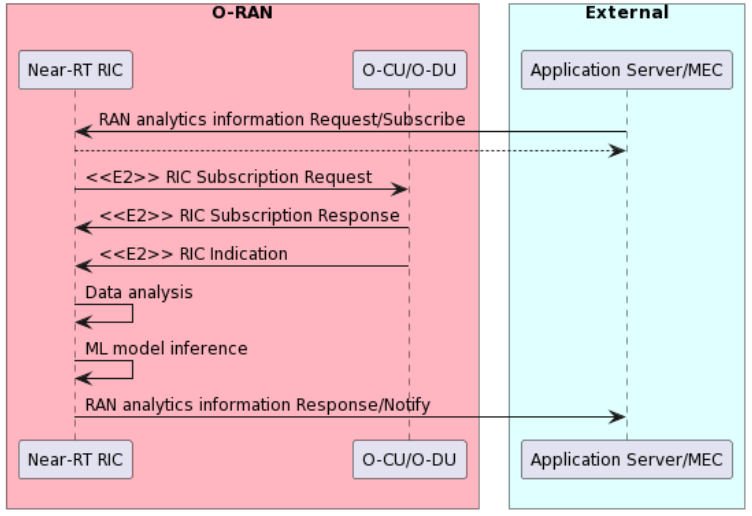 O-RAN
External
Near-RT RIC
O-CU/O-DU
Application Server/MEC
RAN analytics information Request/Subscribe
<<E2>> RIC Subscription Request
<<E2>> RIC Subscription Response
<<E2>> RIC Indication
Data analysis
ML model inference
RAN analytics information Response/Notify
Near-RT RIC
O-CU/O-DU
Application Server/MEC